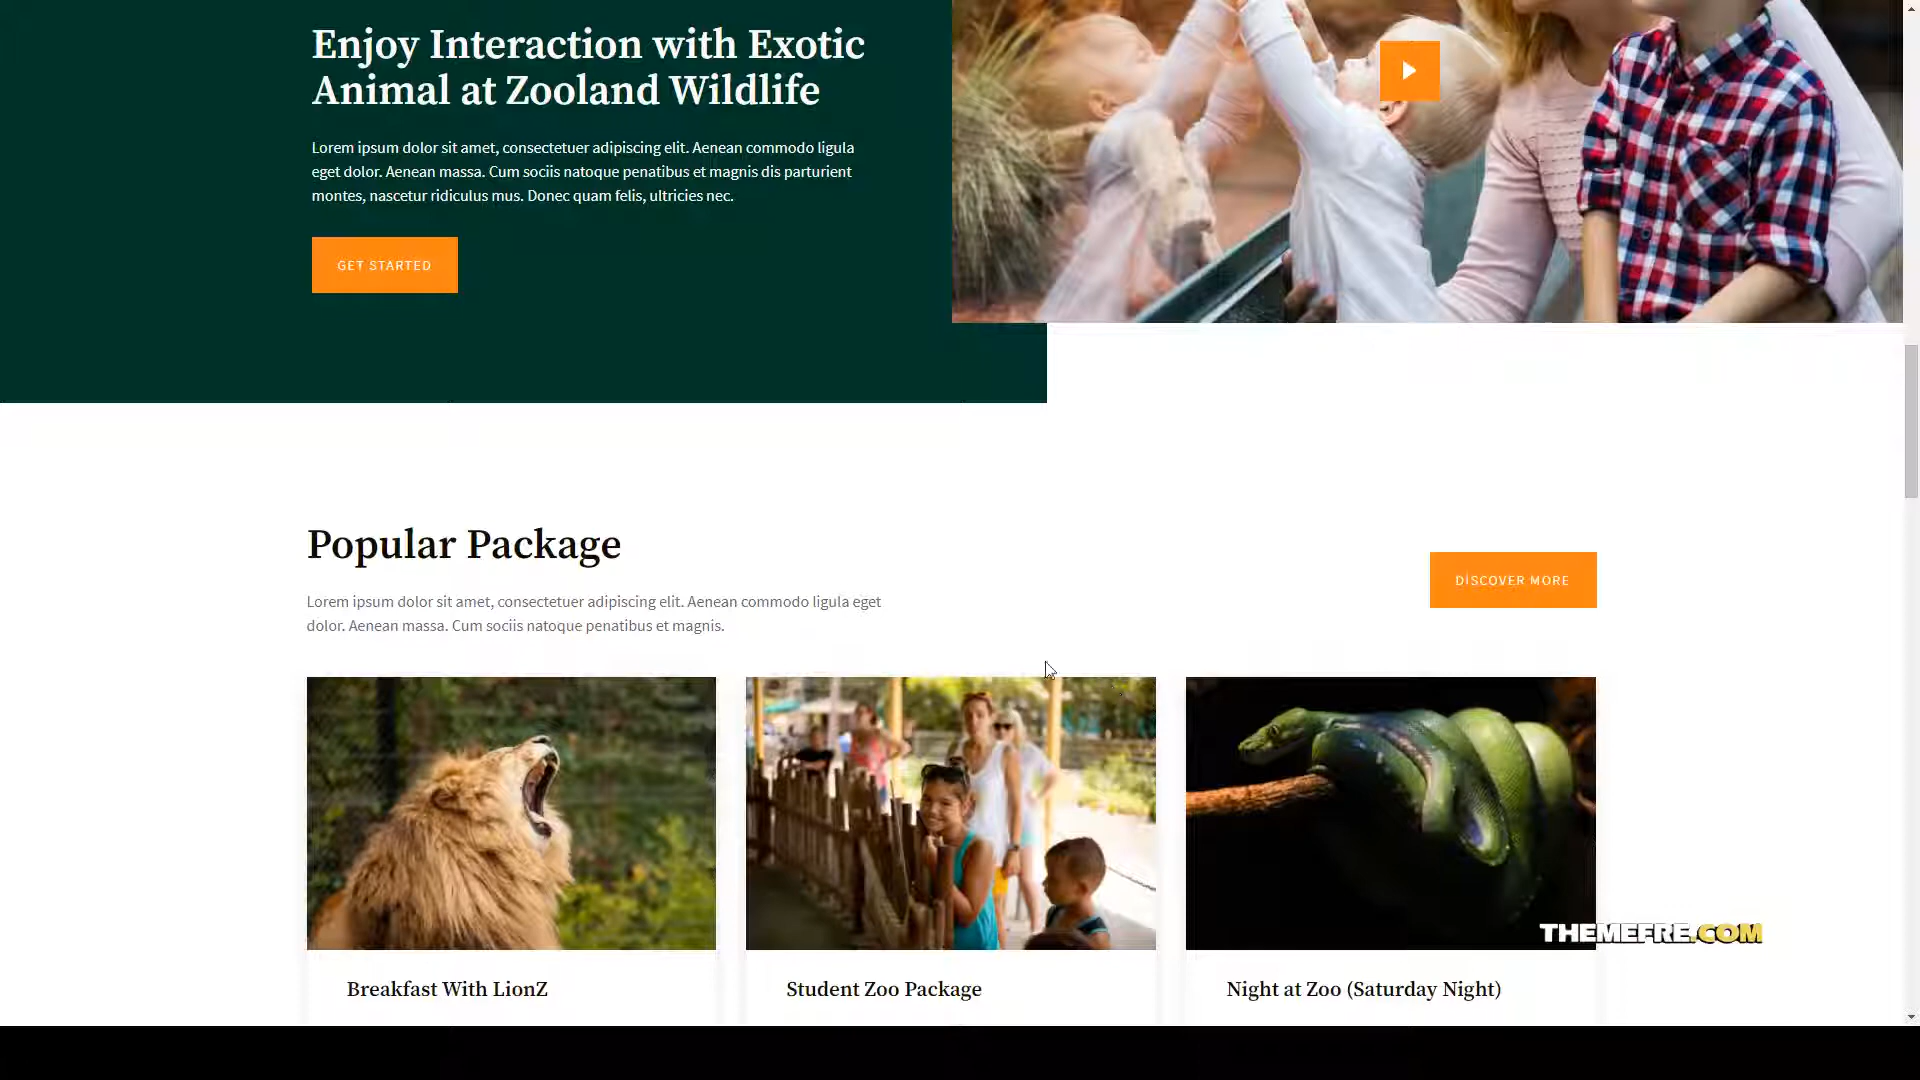 Enjoy Interaction with Exotic
Animal at Zooland Wildlife
Lorem ipsum dolor sit amet, consectetuer adipiscing elit. Aenean commodo ligula
eget dolor. Aenean massa. Cum sociis natoque penatibus et magnis dis parturient
montes, nascetur ridiculus mus. Donec quam felis, ultricies nec.
GET STARTED
Popular Package
Lorem ipsum dolor sit amet, consectetuer adipiscing elit. Aenean commodo ligula eget
dolor. Aenean massa. Cum sociis natoque penatibus et magnis.
DISCOVER MORE
THEMEFRE.COM
Breakfast With LionZ
Student Zoo Package
Night at Zoo (Saturday Night)